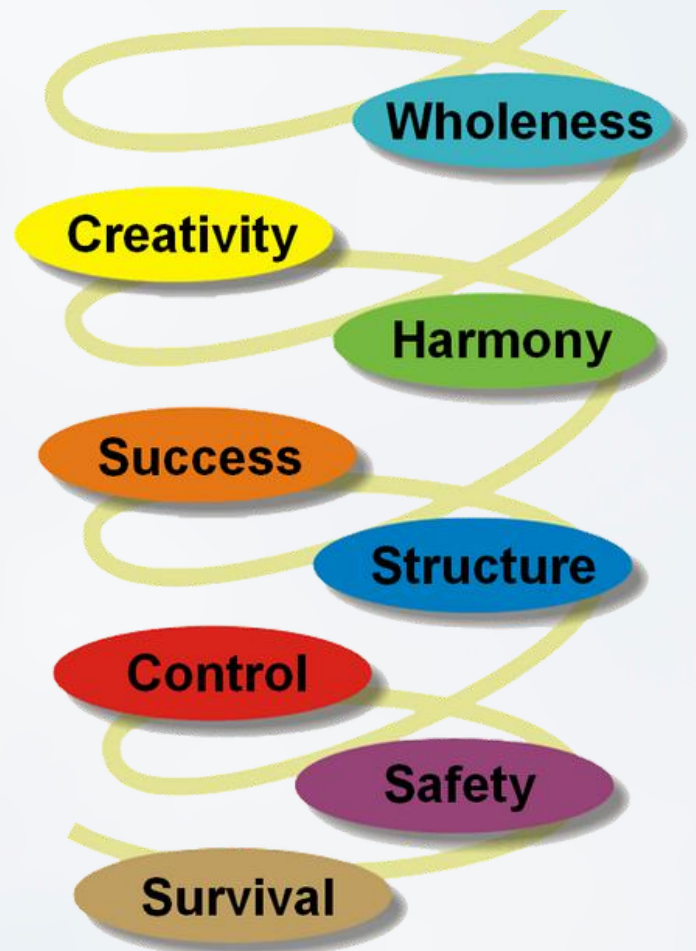 Wholeness
Creativity
Harmony
Success
Structure
Control
Safety
Survival